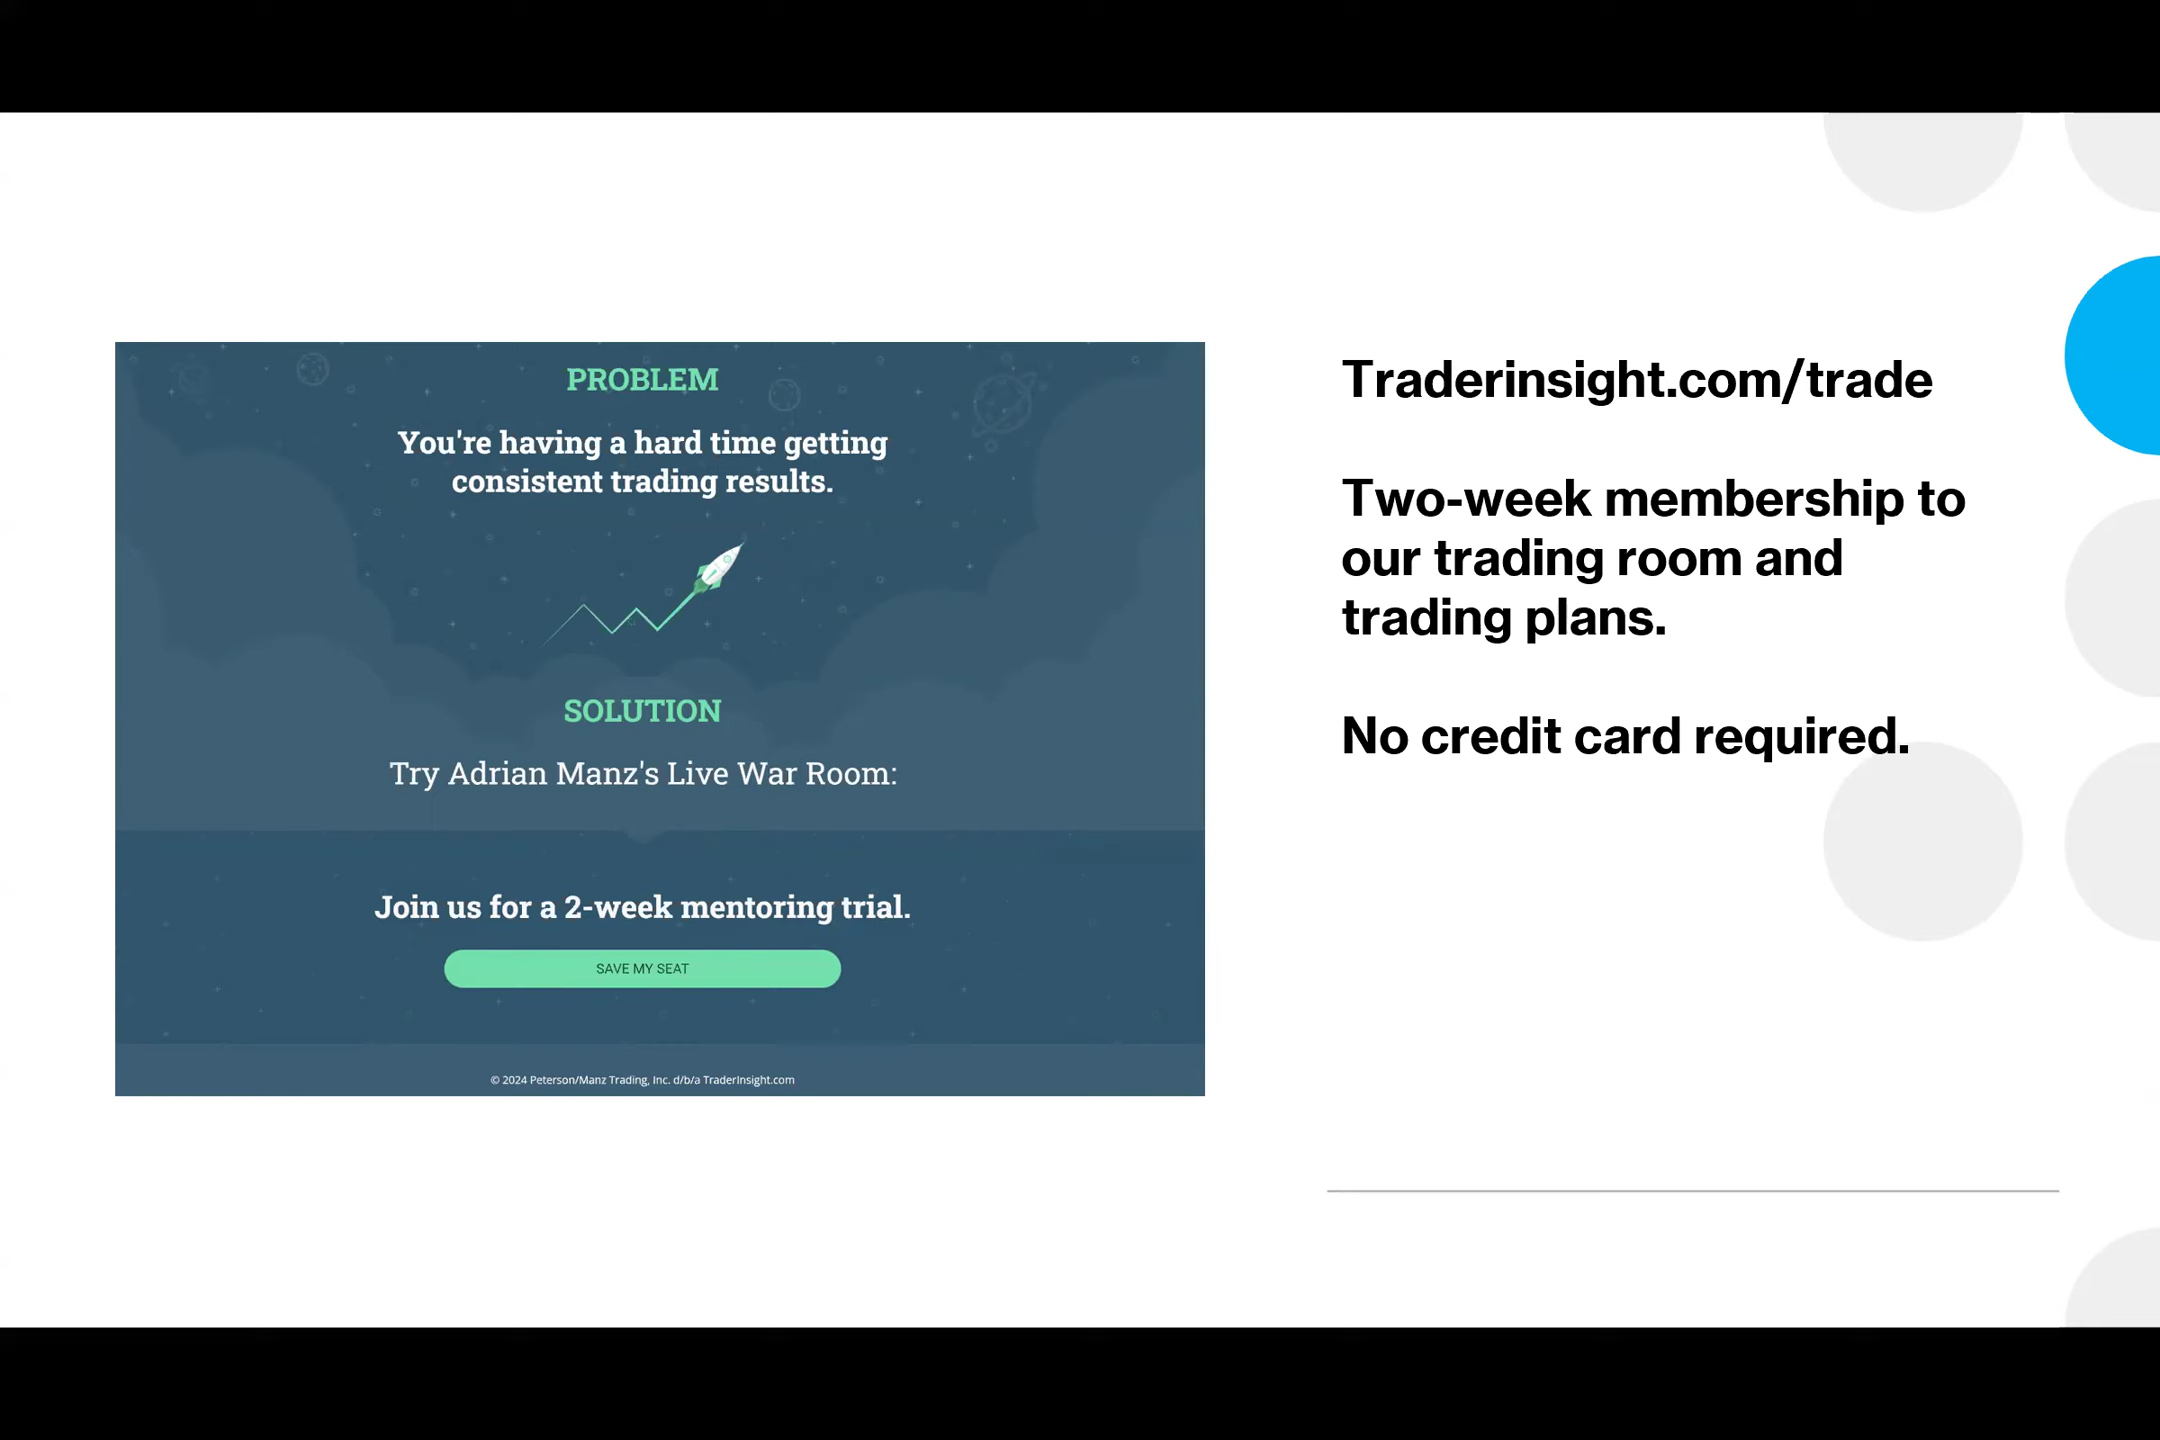 PROBLEM
You're having a hard time getting
consistent trading results.
SOLUTION
Try Adrian Manz's Live War Room:
Join us for a 2-week mentoring trial.
SAVE MY SEAT
© 2024 Peterson/Manz Trading, Inc. d/b/a TraderInsight.com
Traderinsight.com/trade
Two-week membership to
our trading room and
trading plans.
No credit card required.